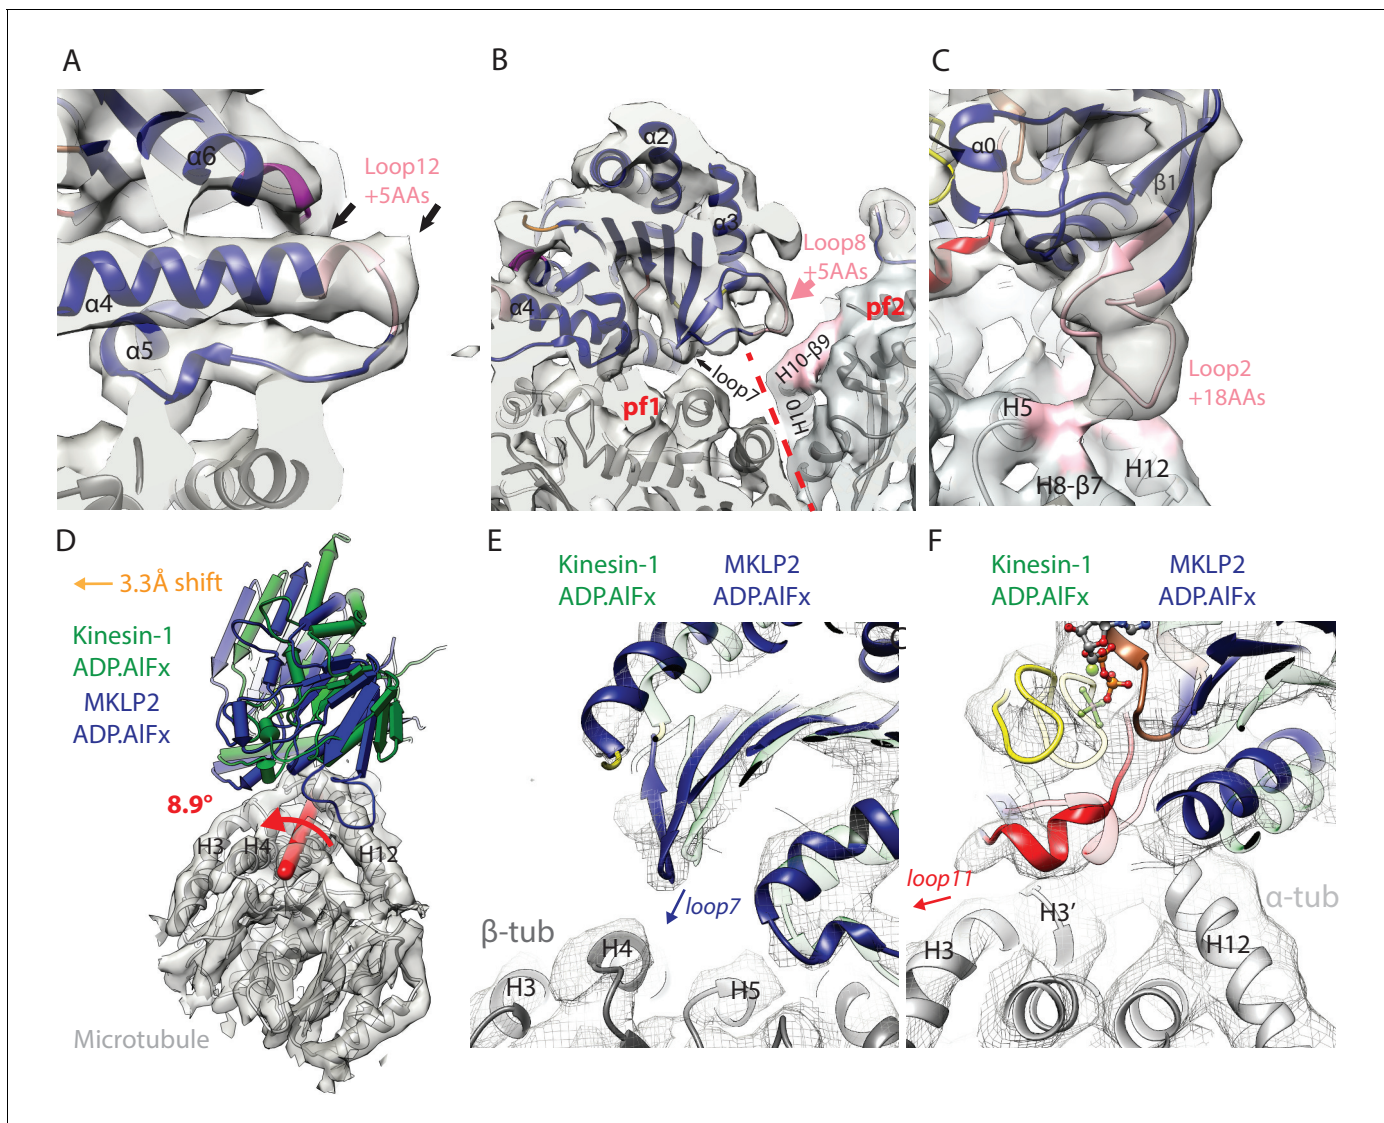 A
α6
Loop12
+5AAs
α4
α5
B
α2
α3
Loop8
+5AAs
α4
pf2
H10-β9
loop7
pf1
H10
C
α0
β1
Loop2
+18AAs
H5
H12
H8-β7
D
3.3Å shift
Kinesin-1
ADP.AlFx
MKLP2
ADP.AlFx
8.9°
H3
H4
H12
Microtubule
E
Kinesin-1
ADP.AlFx
MKLP2
ADP.AlFx
loop7
β-tub
H4
H3
H5
F
Kinesin-1
ADP.AlFx
MKLP2
ADP.AlFx
loop11
α-tub
H3′
H3
H12